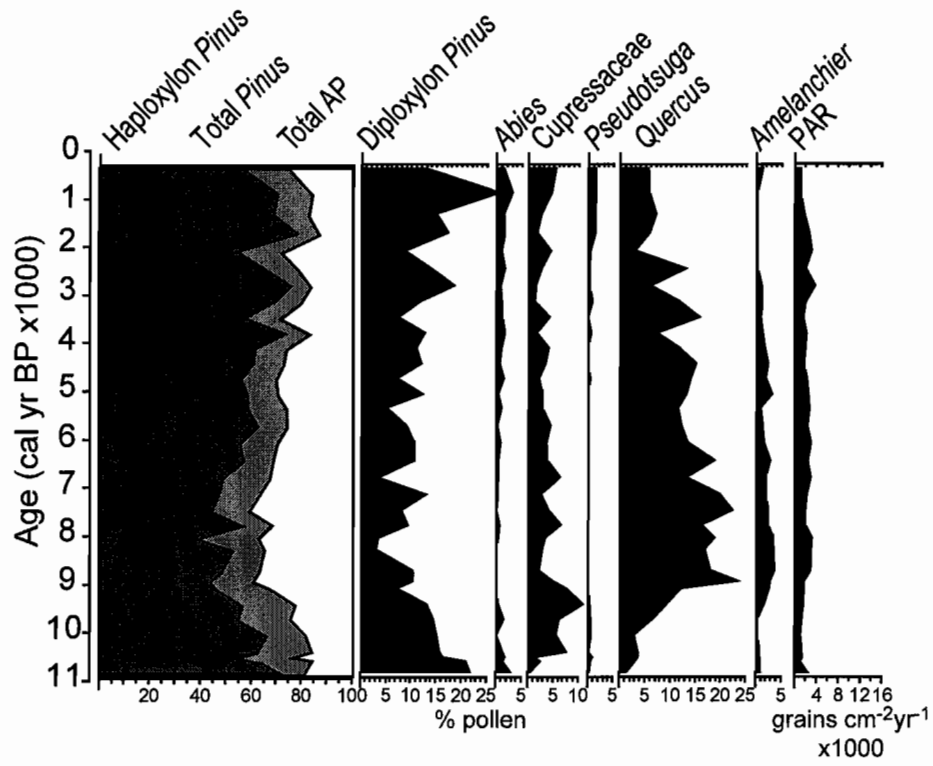 Haploxylon Pinus
Total Pinus
Total AP
Diploxylon Pinus
Abies
Cupressaceae
Pseudotsuga
Quercus
Amelanchier
PAR
Age (cal yr BP x1000)
0
1
2
3
4
5
6
7
8
9
10
11
20 40 60 80 100 0 5 10 15 20 25 5 5 10 5 5 10 15 20 25 5 4 8 12 16
% pollen
grains cm-2yr-1
x1000